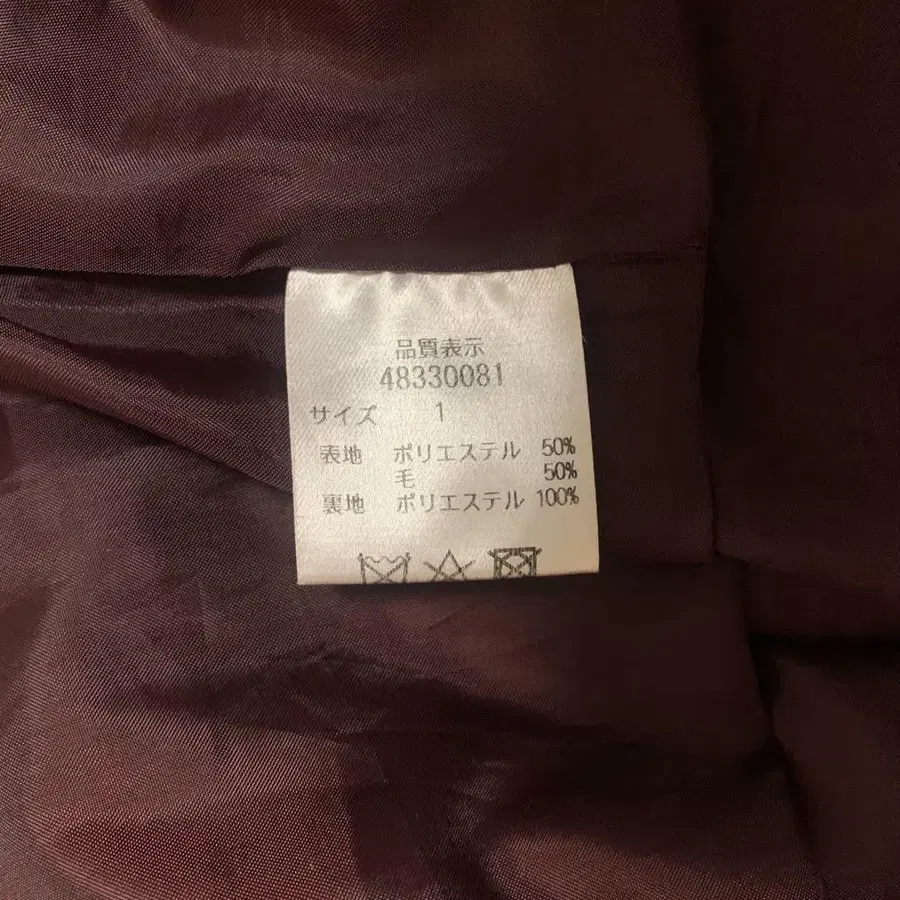 品質表示
48330081
サイズ 1
表地 ポリエステル 50%
毛 50%
裏地 ポリエステル 100%